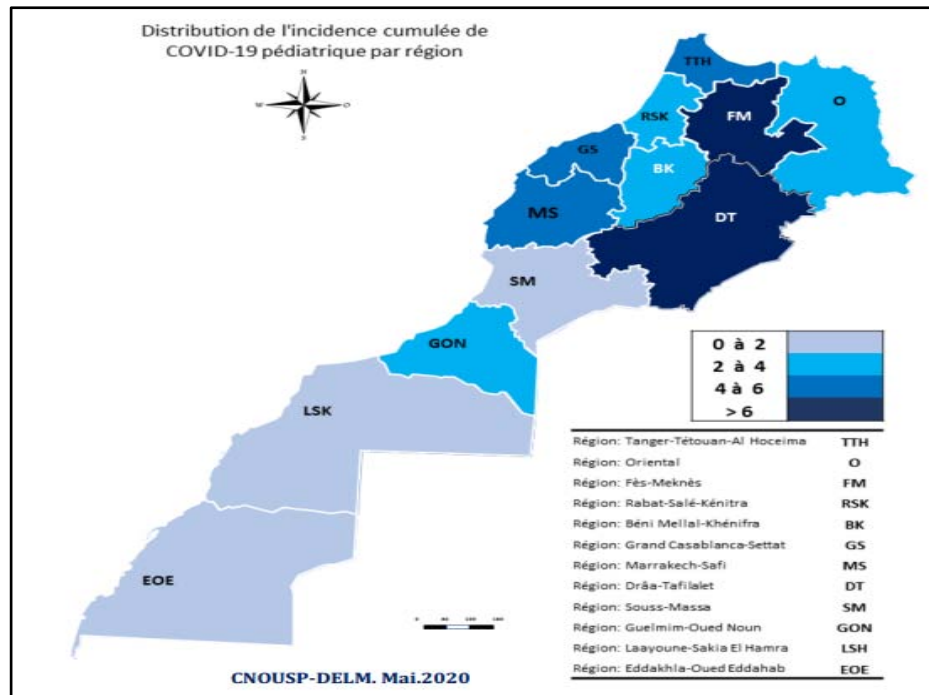 Distribution de l'incidence cumulée de
COVID-19 pédiatrique par région
N
W
O
S
TTH
O
RSK
FM
GS
BK
MS
DT
SM
GON
LSK
EOE
0 à 2
2 à 4
4 à 6
> 6
Région: Tanger-Tétouan-Al Hoceima TTH
Région: Oriental O
Région: Fès-Meknès FM
Région: Rabat-Salé-Kénitra RSK
Région: Béni Mellal-Khénifra BK
Région: Grand Casablanca-Settat GS
Région: Marrakech-Safi MS
Région: Drâa-Tafilalet DT
Région: Souss-Massa SM
Région: Guelmim-Oued Noun GON
Région: Laayoune-Sakia El Hamra LSH
Région: Eddakhla-Oued Eddahab EOE
CNOUSP-DELM. Mai.2020